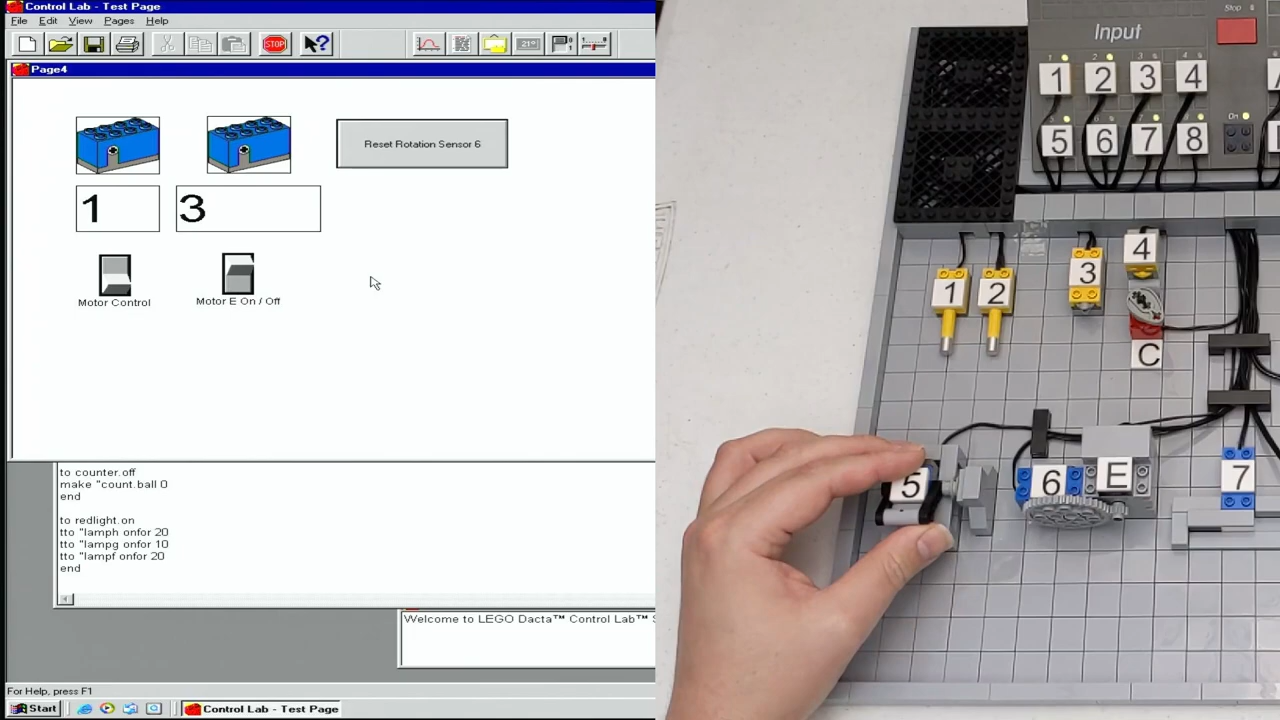 Control Lab - Test Page
File Edit View Pages Help
STOP
21°
Page4
Reset Rotation Sensor 6
1 3
Motor Control Motor E On / Off
to counter.off
make "count.ball 0
end
to redlight.on
tto "lamph onfor 20
tto "lampg onfor 10
tto "lampf onfor 20
end
Welcome to LEGO Dacta™ Control Lab™
For Help, press F1
Start Control Lab - Test Page
Input
Stop
1 2 3 4
5 6 7 8
On
1 2 3 4
C
5 6 E 7